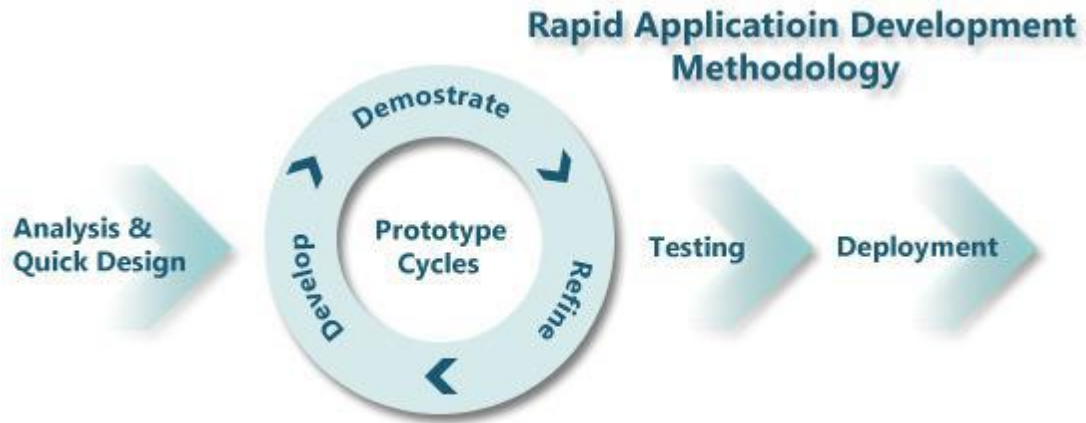 Rapid Applicatioin Development
Methodology
Analysis &
Quick Design
Demostrate
Refine
Develop
Prototype
Cycles
Testing
Deployment